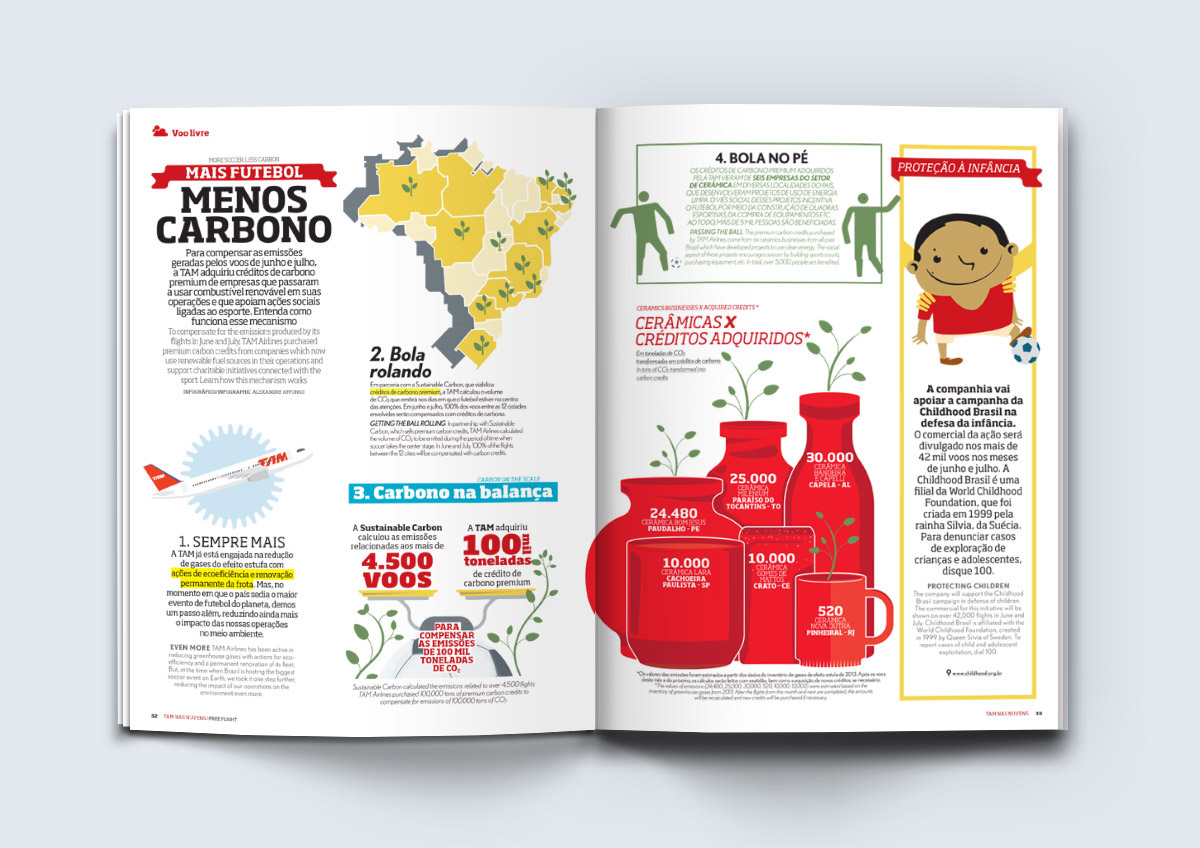 Voo livre
MORE SOCCER, LESS CARBON
MAIS FUTEBOL
MENOS
CARBONO
Para compensar as emissões
geradas pelos voos de junho e julho,
a TAM adquiriu créditos de carbono
premium de empresas que passaram
a usar combustível renovável em suas
operações e que apoiam ações sociais
ligadas ao esporte. Entenda como
funciona esse mecanismo
To compensate for the emissions produced by its
flights in June and July, TAM Airlines purchased
premium carbon credits from companies which now
use renewable fuel sources in their operations and
support charitable initiatives connected with the
sport. Learn how this mechanism works
INFOGRÁFICO/INFOGRAPHIC ALEXANDRE AFFONSO
TAM
TAM
1. SEMPRE MAIS
A TAM já está engajada na redução
de gases do efeito estufa com
ações de ecoeficiência e renovação
permanente da frota. Mas, no
momento em que o país sedia o maior
evento de futebol do planeta, demos
um passo além, reduzindo ainda mais
o impacto das nossas operações
no meio ambiente.
EVEN MORE TAM Airlines has been active in
reducing greenhouse gases with actions for eco-
efficiency and a permanent renovation of its fleet.
But, at the time when Brazil is hosting the biggest
soccer event on Earth, we took it one step further,
reducing the impact of our operations on the
environment even more.
52 TAM NAS NUVENS | FREE FLIGHT
2. Bola
rolando
Em parceria com a Sustainable Carbon, que viabiliza
créditos de carbono premium, a TAM calculou o volume
de CO2 que emitirá nos dias em que o futebol estiver no centro
das atenções. Em junho e julho, 100% dos voos entre as 12 cidades
envolvidas serão compensados com créditos de carbono.
GETTING THE BALL ROLLING In partnership with Sustainable
Carbon, which sells premium carbon credits, TAM Airlines calculated
the volume of CO2 to be emitted during the period of time when
soccer takes the center stage. In June and July 100% of the flights
between the 12 cities will be compensated with carbon credits.
CARBON ON THE SCALE
3. Carbono na balança
A Sustainable Carbon
calculou as emissões
relacionadas aos mais de
4.500
VOOS
A TAM adquiriu
100 mil
toneladas
de crédito de
carbono premium
PARA
COMPENSAR
AS EMISSÕES
DE 100 MIL
TONELADAS
DE CO2
Sustainable Carbon calculated the emissions related to over 4,500 flights
TAM Airlines purchased 100,000 tons of premium carbon credits to
compensate for emissions of 100,000 tons of CO2
4. BOLA NO PÉ
OS CRÉDITOS DE CARBONO PREMIUM ADQUIRIDOS
PELA TAM VIERAM DE SEIS EMPRESAS DO SETOR
DE CERÂMICA EM DIVERSAS LOCALIDADES DO PAÍS,
QUE DESENVOLVERAM PROJETOS DE USO DE ENERGIA
LIMPA. O VIÉS SOCIAL DESSES PROJETOS INCENTIVA
O FUTEBOL POR MEIO DA CONSTRUÇÃO DE QUADRAS
ESPORTIVAS, DA COMPRA DE EQUIPAMENTOS ETC.
AO TODO, MAIS DE 5 MIL PESSOAS SÃO BENEFICIADAS.
PASSING THE BALL The premium carbon credits purchased
by TAM Airlines come from six ceramics businesses from all over
Brazil which have developed projects to use clean energy. The social
aspect of these projects encourages soccer by building sports courts,
purchasing equipment, etc. In total, over 5,000 people are benefited.
CERAMICS BUSINESSES X ACQUIRED CREDITS*
CERÂMICAS X
CRÉDITOS ADQUIRIDOS*
Em toneladas de CO2
transformadas em créditos de carbono
In tons of CO2 transformed into
carbon credits
30.000
CERÂMICA
BANDEIRA
E CAPELLI
CAPELA - AL
25.000
CERÂMICA
MILENIUM
PARAÍSO DO
TOCANTINS - TO
24.480
CERÂMICA BOM JESUS
PAUDALHO - PE
10.000
CERÂMICA LARA
CACHOEIRA
PAULISTA - SP
10.000
CERÂMICA
GOMES DE
MATTOS
CRATO - CE
520
CERÂMICA
NOVA DUTRA
PINHEIRAL - RJ
*Os valores das emissões foram estimados a partir dos dados do inventário de gases do efeito estufa de 2013. Após os voos
deste mês e do próximo, os cálculos serão feitos com exatidão, bem como a aquisição de novos créditos, se necessário.
*The values of emissions (24,480, 25,000, 30,000, 520, 10,000, 10,000) were estimated based on the
inventory of greenhouse gases from 2013. After the flights from this month and next are completed, the amounts
will be recalculated and new credits will be purchased if necessary.
PROTEÇÃO À INFÂNCIA
A companhia vai
apoiar a campanha da
Childhood Brasil na
defesa da infância.
O comercial da ação será
divulgado nos mais de
42 mil voos nos meses
de junho e julho. A
Childhood Brasil é uma
filial da World Childhood
Foundation, que foi
criada em 1999 pela
rainha Silvia, da Suécia.
Para denunciar casos
de exploração de
crianças e adolescentes,
disque 100.
PROTECTING CHILDREN
The company will support the Childhood
Brasil campaign in defense of children.
The commercial for this initiative will be
shown on over 42,000 flights in June and
July. Childhood Brasil is affiliated with the
World Childhood Foundation, created
in 1999 by Queen Silvia of Sweden. To
report cases of child and adolescent
exploitation, dial 100.
www.childhood.org.br
TAM NAS NUVENS 53